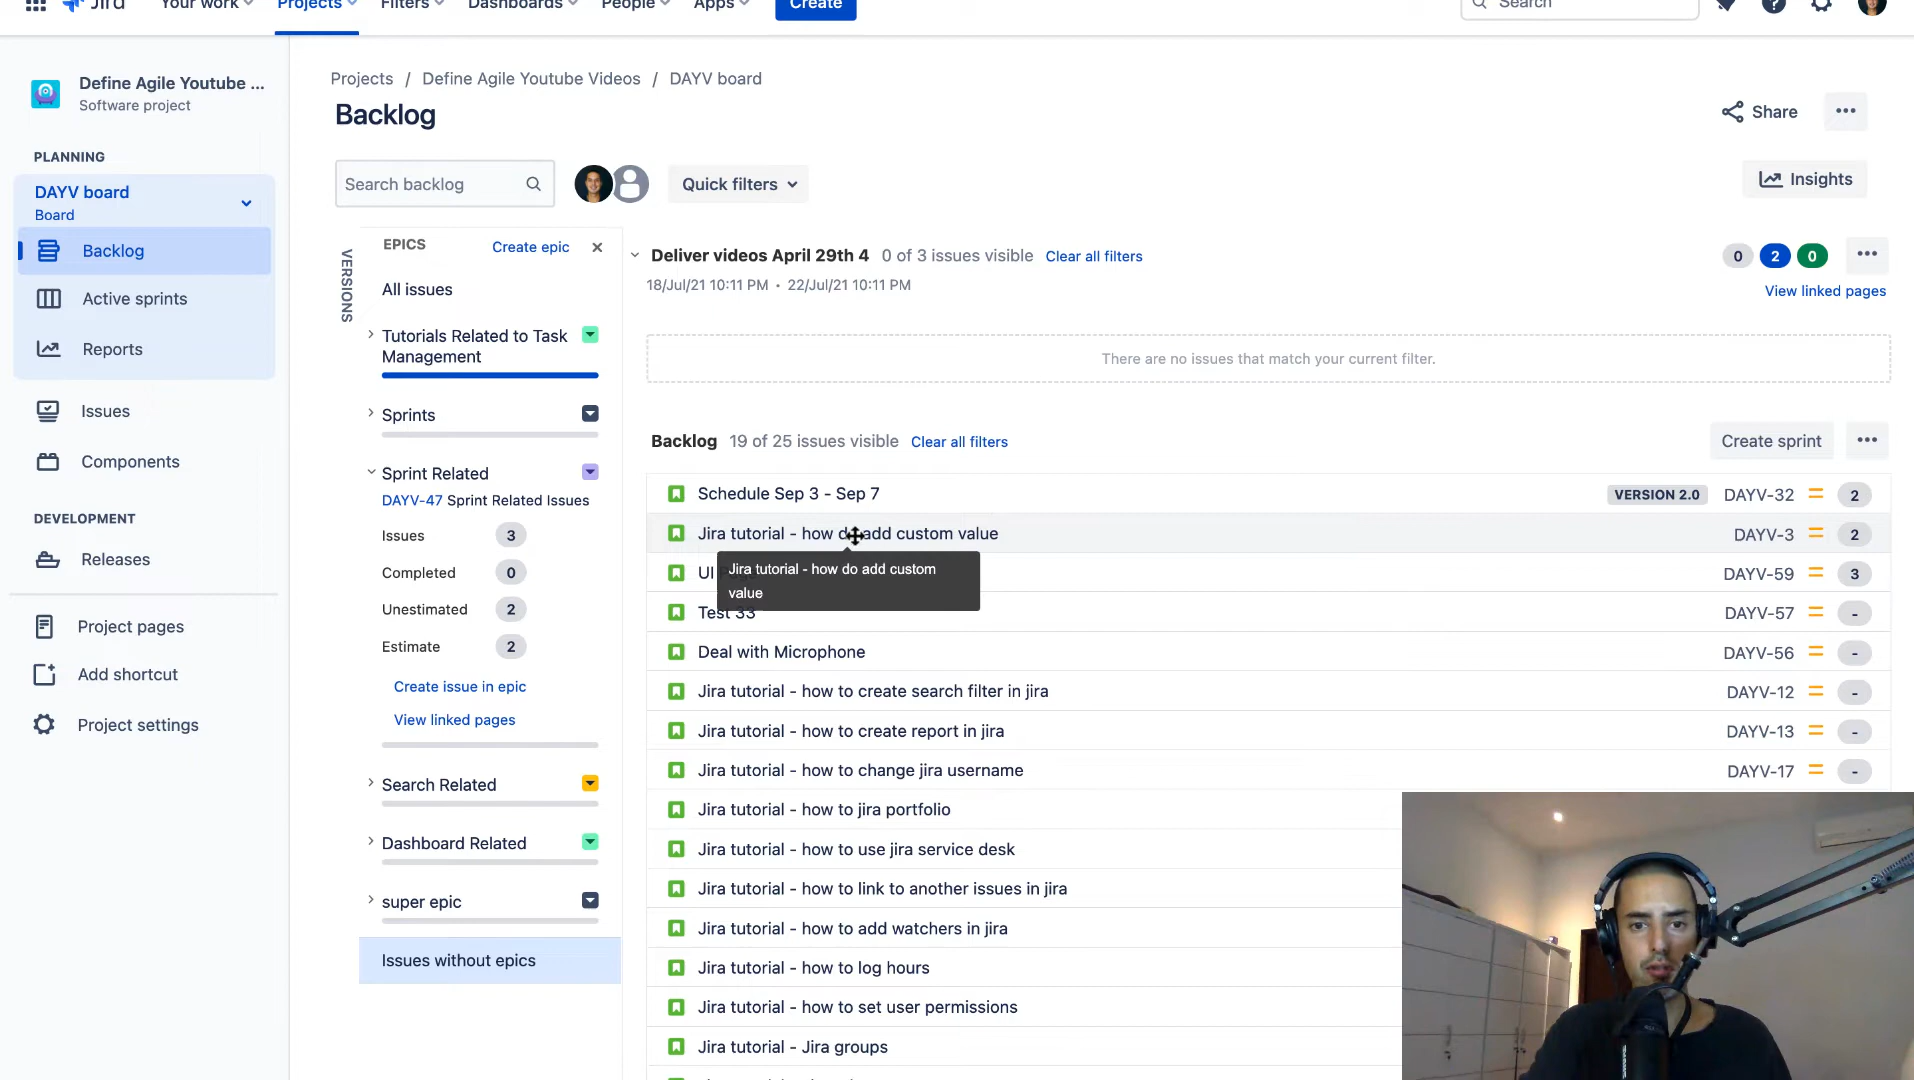 Jira
Your work
Projects
Filters
Dashboards
People
Apps
Create
Search
Define Agile Youtube ...
Software project
PLANNING
DAYV board
Board
Backlog
Active sprints
Reports
Issues
Components
DEVELOPMENT
Releases
Project pages
Add shortcut
Project settings
Projects / Define Agile Youtube Videos / DAYV board
Backlog
Share
Search backlog
Quick filters
Insights
VERSIONS
EPICS
Create epic
All issues
Tutorials Related to Task
Management
Sprints
Sprint Related
DAYV-47 Sprint Related Issues
Issues 3
Completed 0
Unestimated 2
Estimate 2
Create issue in epic
View linked pages
Search Related
Dashboard Related
super epic
Issues without epics
Deliver videos April 29th 4 0 of 3 issues visible Clear all filters
0 2 0
18/Jul/21 10:11 PM • 22/Jul/21 10:11 PM
View linked pages
There are no issues that match your current filter.
Backlog 19 of 25 issues visible Clear all filters
Create sprint
Schedule Sep 3 - Sep 7 VERSION 2.0 DAYV-32 2
Jira tutorial - how do add custom value DAYV-3 2
Jira tutorial - how do add custom
value
UI DAYV-59 3
Test 33 DAYV-57 -
Deal with Microphone DAYV-56 -
Jira tutorial - how to create search filter in jira DAYV-12 -
Jira tutorial - how to create report in jira DAYV-13 -
Jira tutorial - how to change jira username DAYV-17 -
Jira tutorial - how to jira portfolio
Jira tutorial - how to use jira service desk
Jira tutorial - how to link to another issues in jira
Jira tutorial - how to add watchers in jira
Jira tutorial - how to log hours
Jira tutorial - how to set user permissions
Jira tutorial - Jira groups